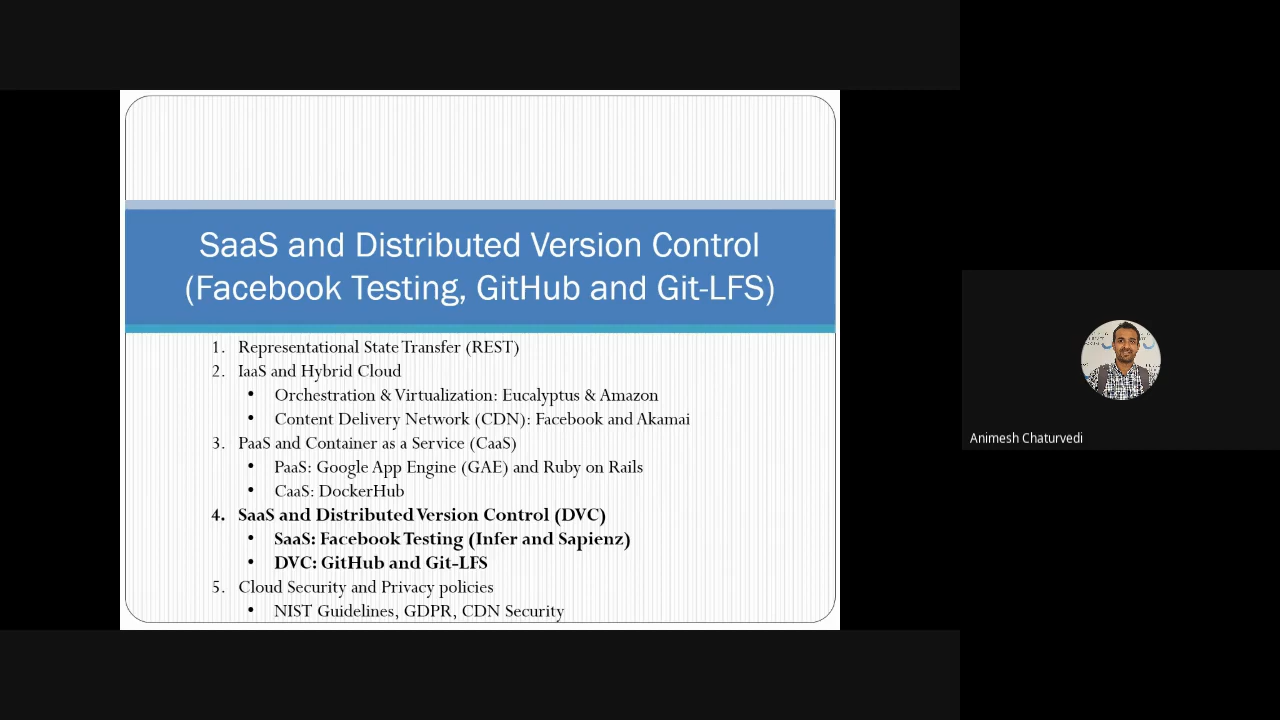 SaaS and Distributed Version Control
(Facebook Testing, GitHub and Git-LFS)
1. Representational State Transfer (REST)
2. IaaS and Hybrid Cloud
• Orchestration & Virtualization: Eucalyptus & Amazon
• Content Delivery Network (CDN): Facebook and Akamai
3. PaaS and Container as a Service (CaaS)
• PaaS: Google App Engine (GAE) and Ruby on Rails
• CaaS: DockerHub
4. SaaS and Distributed Version Control (DVC)
• SaaS: Facebook Testing (Infer and Sapienz)
• DVC: GitHub and Git-LFS
5. Cloud Security and Privacy policies
• NIST Guidelines, GDPR, CDN Security
Animesh Chaturvedi